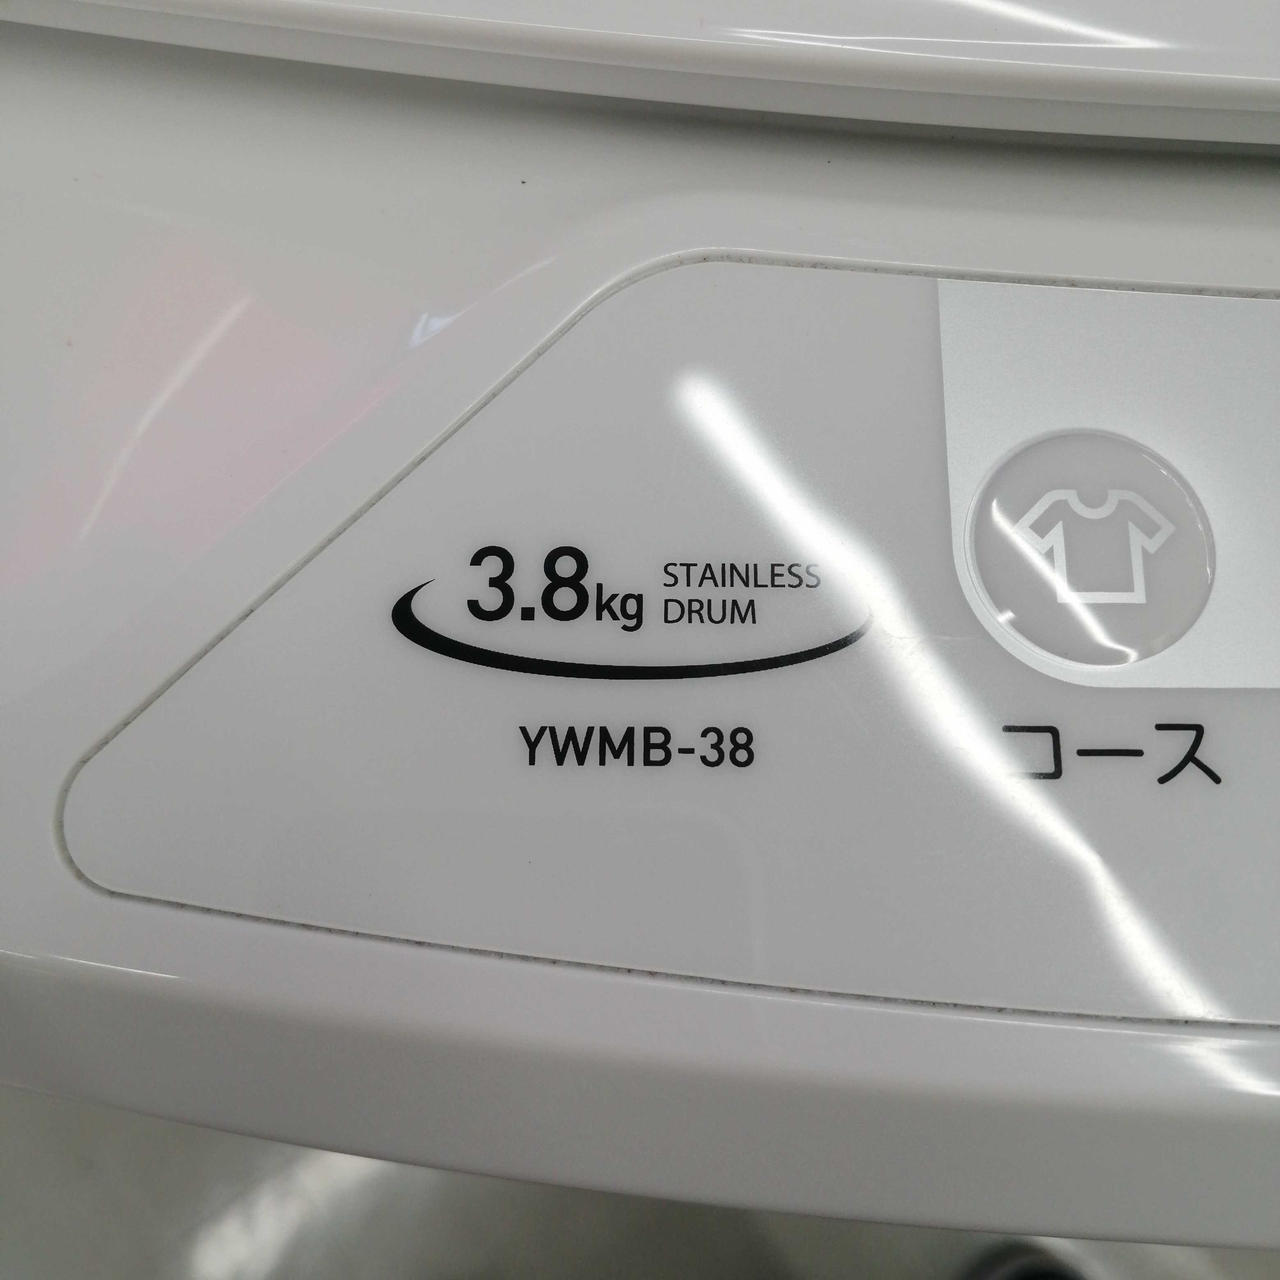 3.8kg STAINLESS
DRUM
YWMB-38
コース